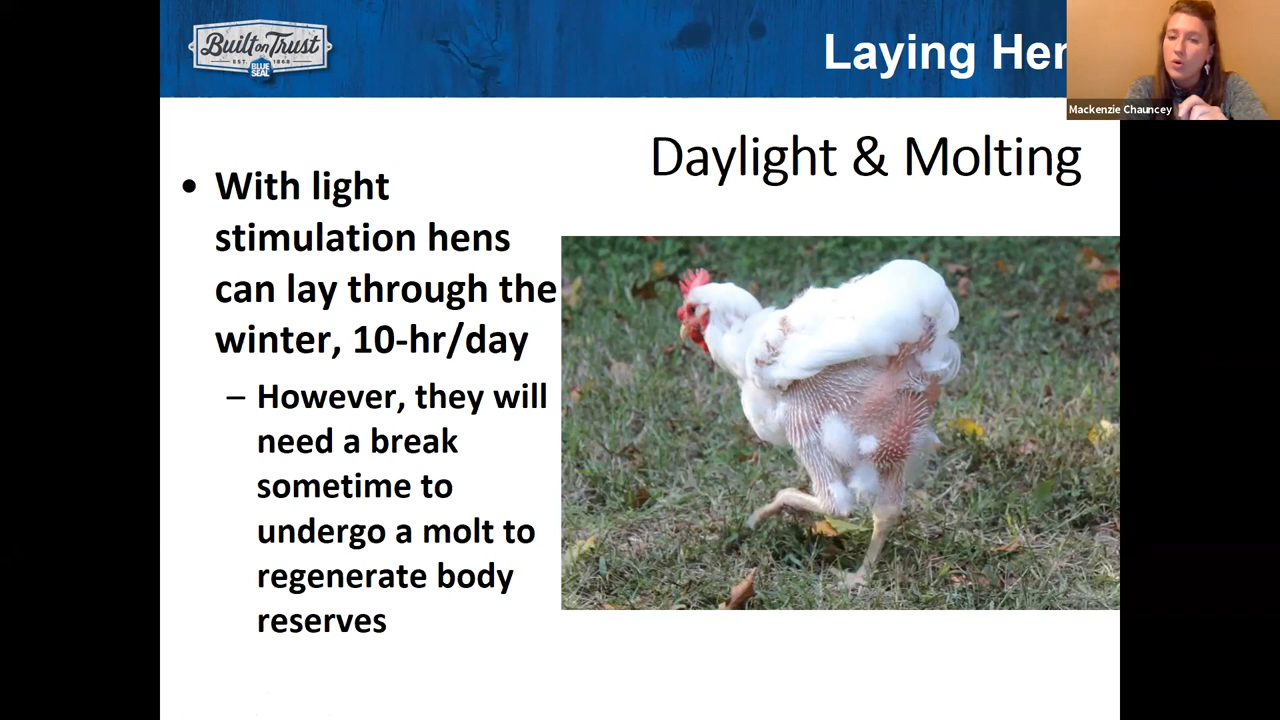 Built on Trust
EST. 1868
BLUE
SEAL
Laying Hen
Mackenzie Chauncey
Daylight & Molting
• With light
stimulation hens
can lay through the
winter, 10-hr/day
– However, they will
need a break
sometime to
undergo a molt to
regenerate body
reserves